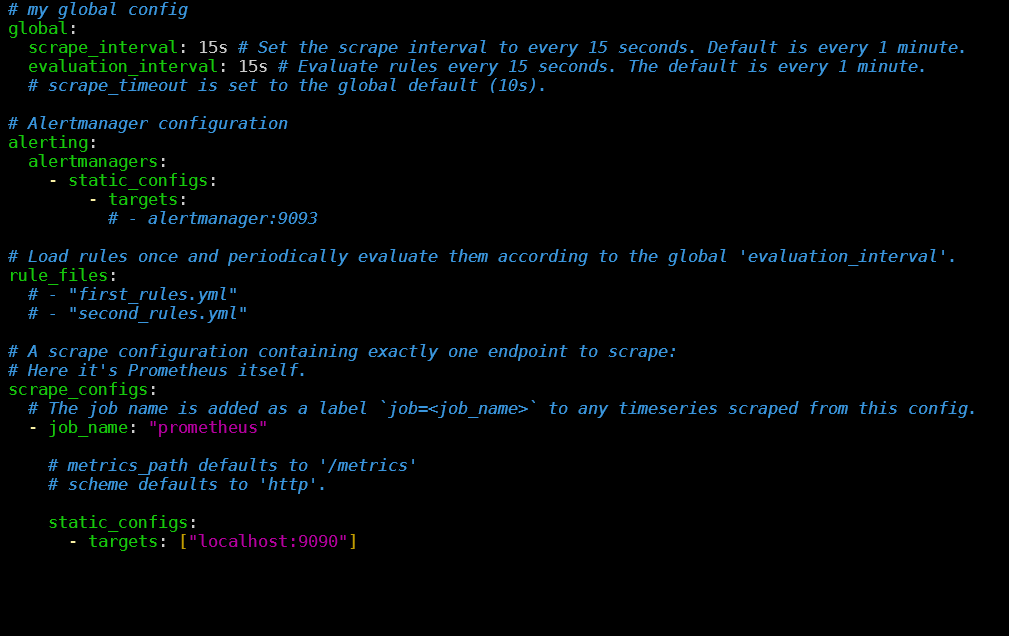 # my global config
global:
  scrape_interval: 15s # Set the scrape interval to every 15 seconds. Default is every 1 minute.
  evaluation_interval: 15s # Evaluate rules every 15 seconds. The default is every 1 minute.
  # scrape_timeout is set to the global default (10s).

# Alertmanager configuration
alerting:
  alertmanagers:
    - static_configs:
        - targets:
          # - alertmanager:9093

# Load rules once and periodically evaluate them according to the global 'evaluation_interval'.
rule_files:
  # - "first_rules.yml"
  # - "second_rules.yml"

# A scrape configuration containing exactly one endpoint to scrape:
# Here it's Prometheus itself.
scrape_configs:
  # The job name is added as a label `job=<job_name>` to any timeseries scraped from this config.
  - job_name: "prometheus"

    # metrics_path defaults to '/metrics'
    # scheme defaults to 'http'.

    static_configs:
      - targets: ["localhost:9090"]